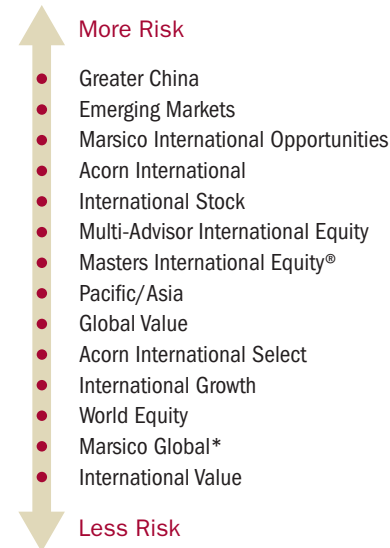 More Risk
Greater China
Emerging Markets
Marsico International Opportunities
Acorn International
International Stock
Multi-Advisor International Equity
Masters International Equity®
Pacific/Asia
Global Value
Acorn International Select
International Growth
World Equity
Marsico Global*
International Value
Less Risk